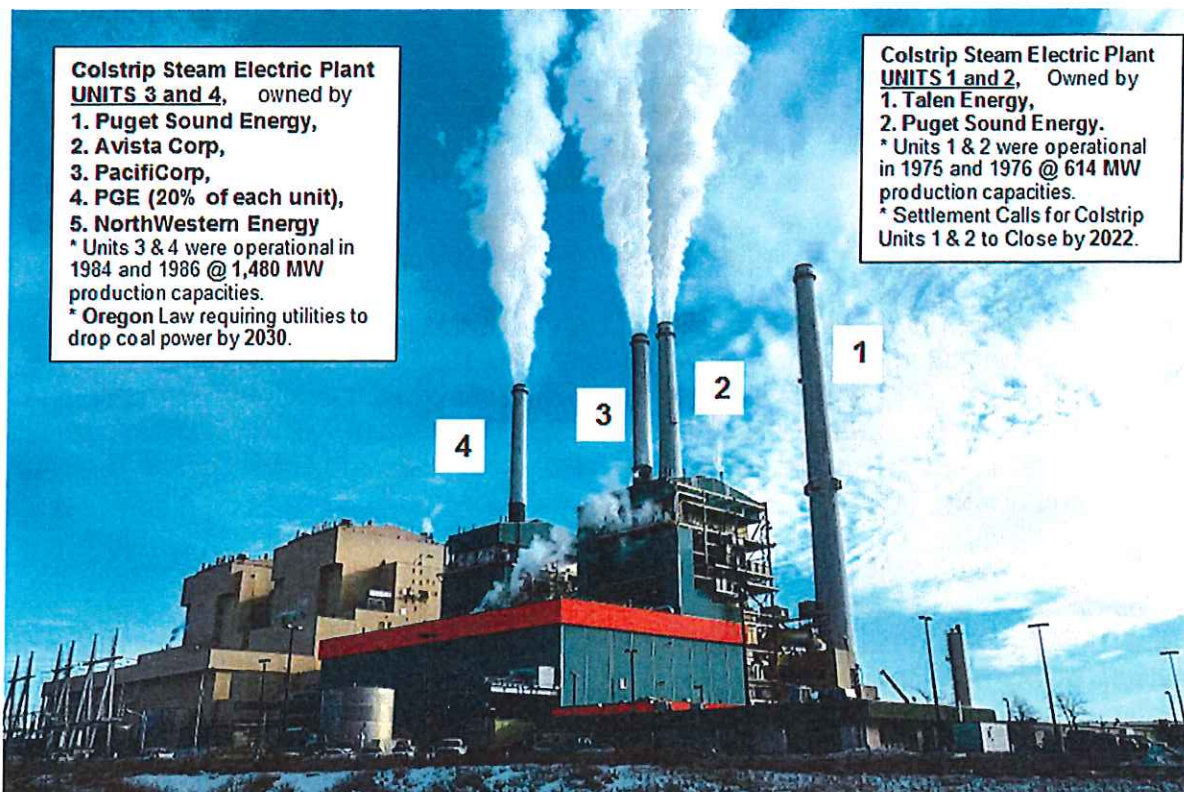 Colstrip Steam Electric Plant
UNITS 3 and 4, owned by
1. Puget Sound Energy,
2. Avista Corp,
3. PacifiCorp,
4. PGE (20% of each unit),
5. NorthWestern Energy
* Units 3 & 4 were operational in
1984 and 1986 @ 1,480 MW
production capacities.
* Oregon Law requiring utilities to
drop coal power by 2030.
Colstrip Steam Electric Plant
UNITS 1 and 2, Owned by
1. Talen Energy,
2. Puget Sound Energy.
* Units 1 & 2 were operational
in 1975 and 1976 @ 614 MW
production capacities.
* Settlement Calls for Colstrip
Units 1 & 2 to Close by 2022.
4
3
2
1